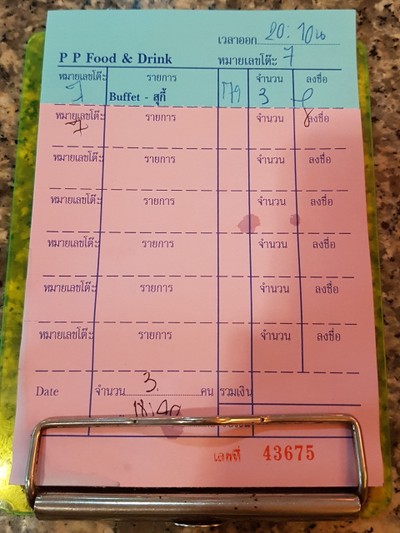 เวลาออก 20:10น
P P Food & Drink หมายเลขโต๊ะ 7
หมายเลขโต๊ะ รายการ จำนวน ลงชื่อ
7 Buffet - สุกี้ 179 3
หมายเลขโต๊ะ รายการ จำนวน ลงชื่อ
7
หมายเลขโต๊ะ รายการ จำนวน ลงชื่อ
หมายเลขโต๊ะ รายการ จำนวน ลงชื่อ
หมายเลขโต๊ะ รายการ จำนวน ลงชื่อ
หมายเลขโต๊ะ รายการ จำนวน ลงชื่อ
หมายเลขโต๊ะ รายการ จำนวน ลงชื่อ
Date จำนวน 3 คน รวมเงิน
เลขที่ 43675